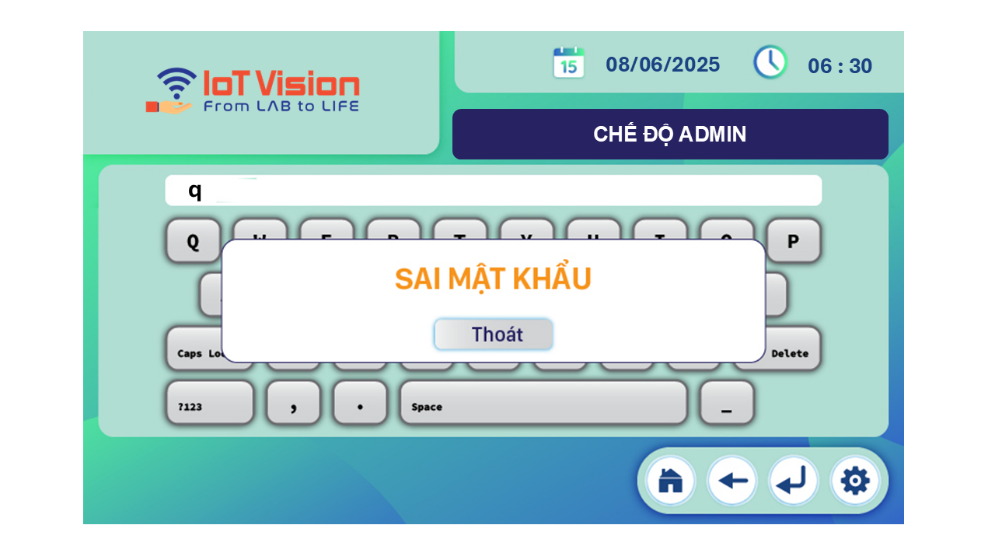 IoT Vision
From LAB to LIFE
15 08/06/2025 06 : 30
CHẾ ĐỘ ADMIN
q
Q P
SAI MẬT KHẨU
Thoát
Caps Delete
?123 , . Space _